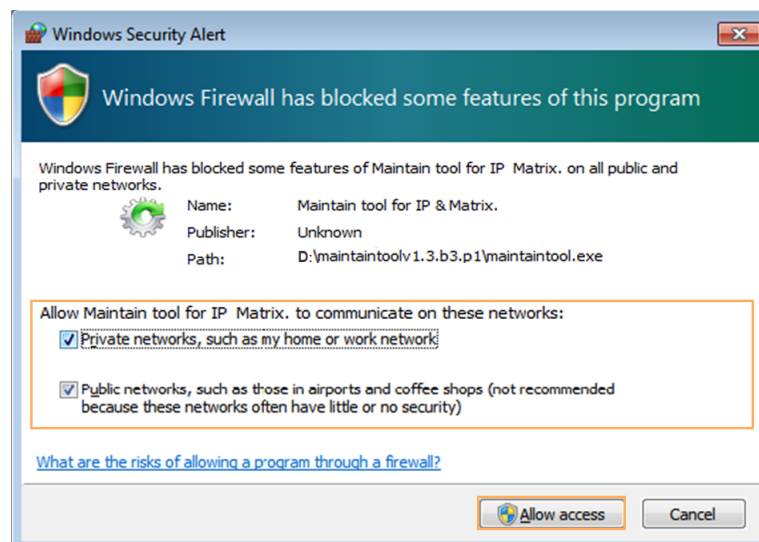 Windows Security Alert
Windows Firewall has blocked some features of this program
Windows Firewall has blocked some features of Maintain tool for IP  Matrix. on all public and
private networks.
Name: Maintain tool for IP & Matrix.
Publisher: Unknown
Path: D:\maintaintoolv1.3.b3.p1\maintaintool.exe
Allow Maintain tool for IP  Matrix. to communicate on these networks:
Private networks, such as my home or work network
Public networks, such as those in airports and coffee shops (not recommended
because these networks often have little or no security)
What are the risks of allowing a program through a firewall?
Allow access Cancel